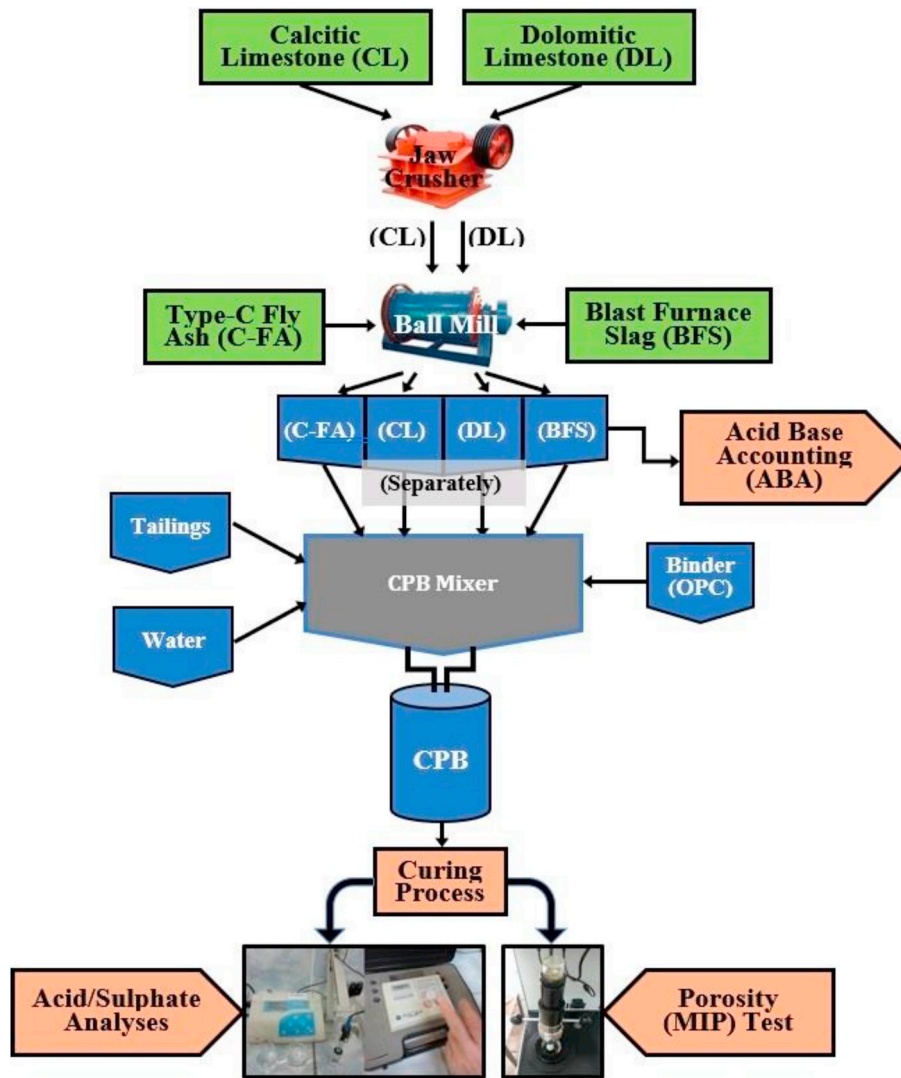 Calcitic
Limestone (CL)
Dolomitic
Limestone (DL)
Jaw
Crusher
(CL)
(DL)
Type-C Fly
Ash (C-FA)
Ball Mill
Blast Furnace
Slag (BFS)
(C-FA)
(CL)
(DL)
(BFS)
(Separately)
Acid Base
Accounting
(ABA)
Tailings
CPB Mixer
Binder
(OPC)
Water
CPB
Curing
Process
Acid/Sulphate
Analyses
Porosity
(MIP) Test